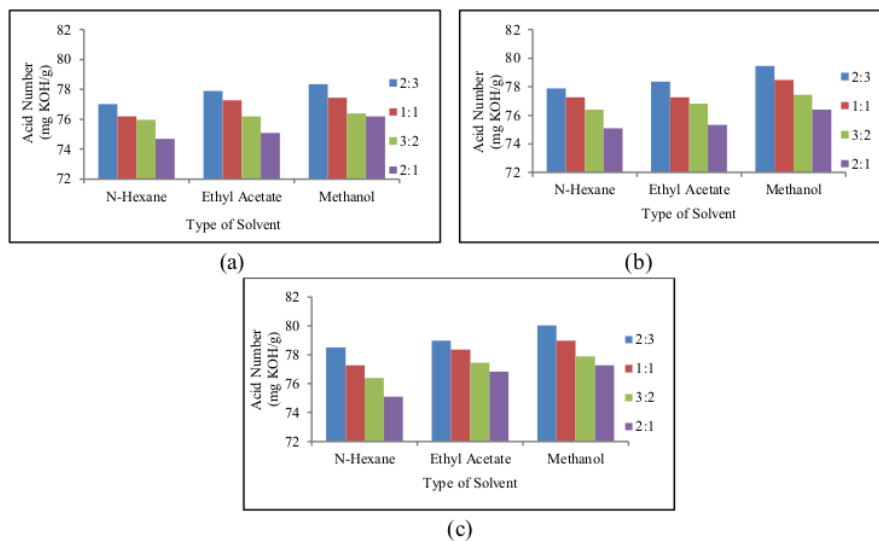 82
80
78
76
74
72
Acid Number
(mg KOH/g)
N-Hexane Ethyl Acetate Methanol
Type of Solvent
2:3
1:1
3:2
2:1
(a)
82
80
78
76
74
72
Acid Number
(mg KOH/g)
N-Hexane Ethyl Acetate Methanol
Type of Solvent
2:3
1:1
3:2
2:1
(b)
82
80
78
76
74
72
Acid Number
(mg KOH/g)
N-Hexane Ethyl Acetate Methanol
Type of Solvent
2:3
1:1
3:2
2:1
(c)